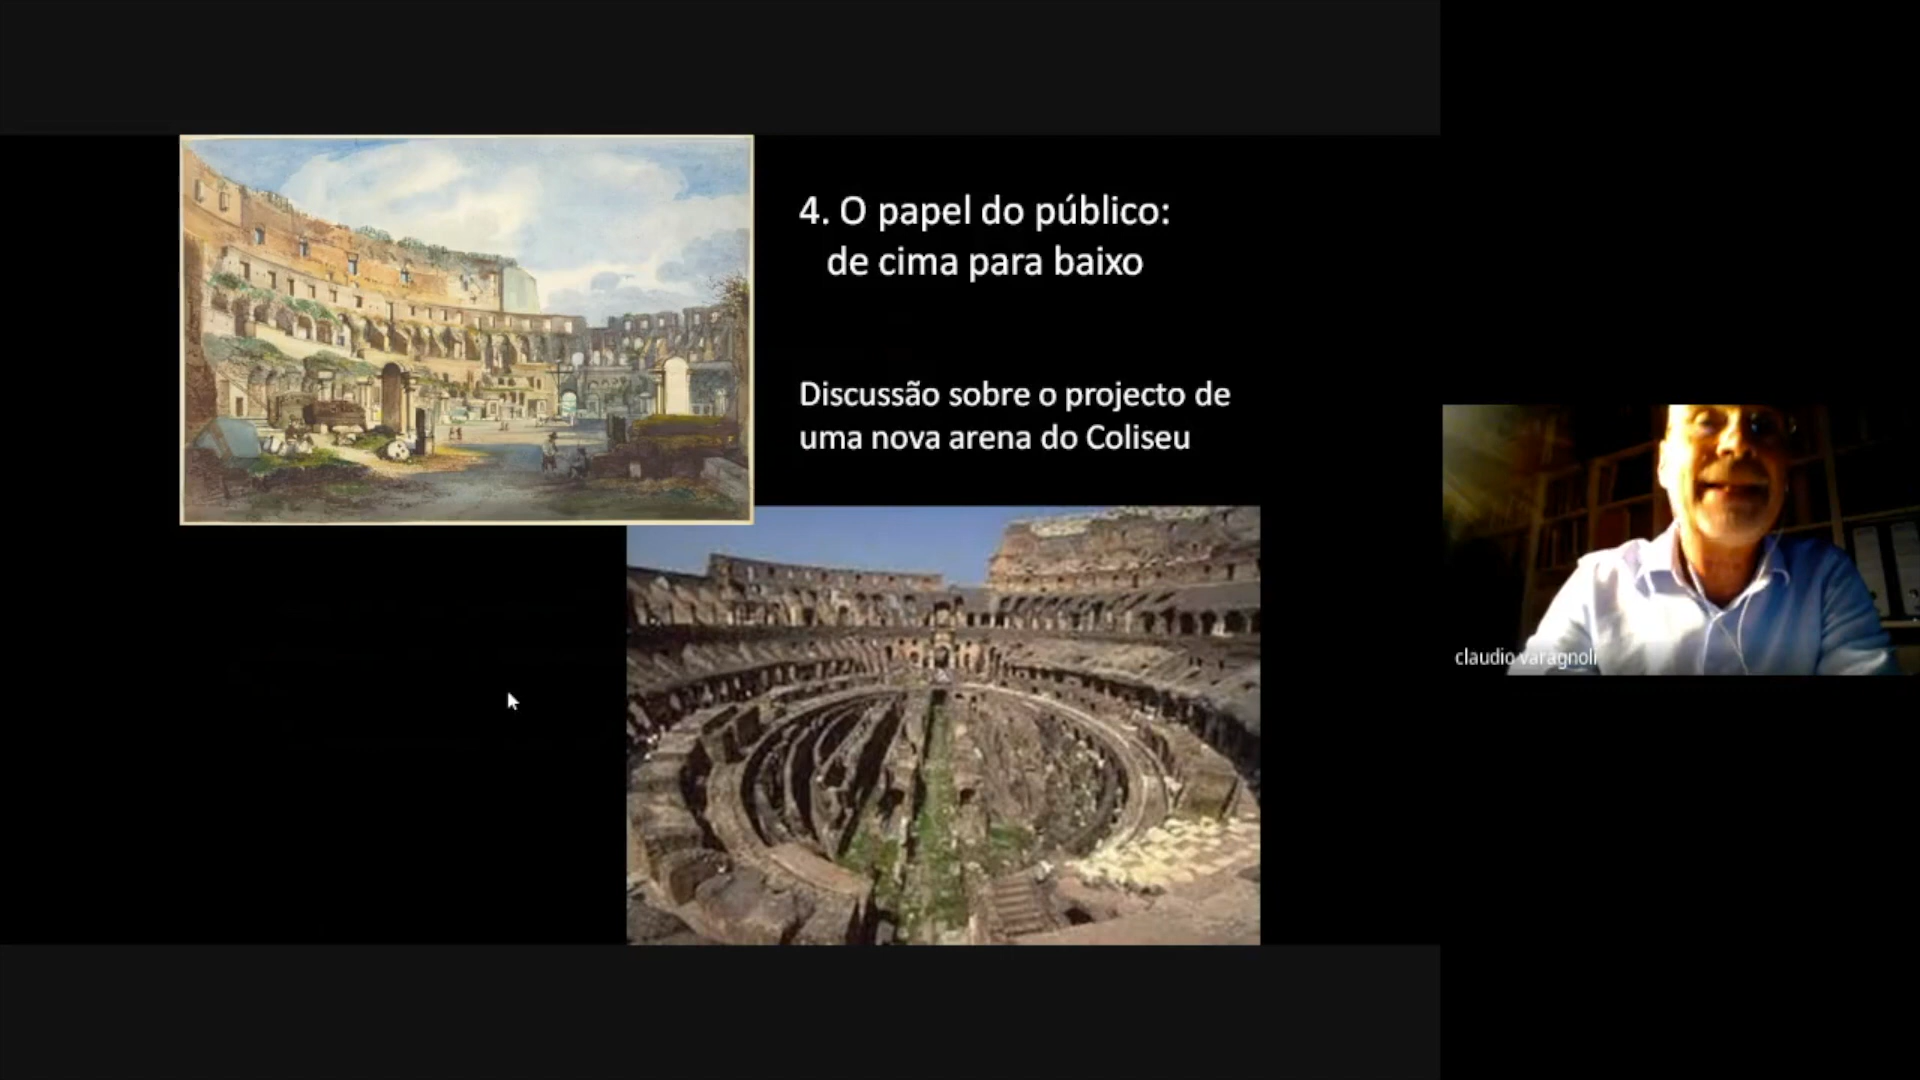 4. O papel do público:
de cima para baixo
Discussão sobre o projecto de
uma nova arena do Coliseu
claudio varagnoli